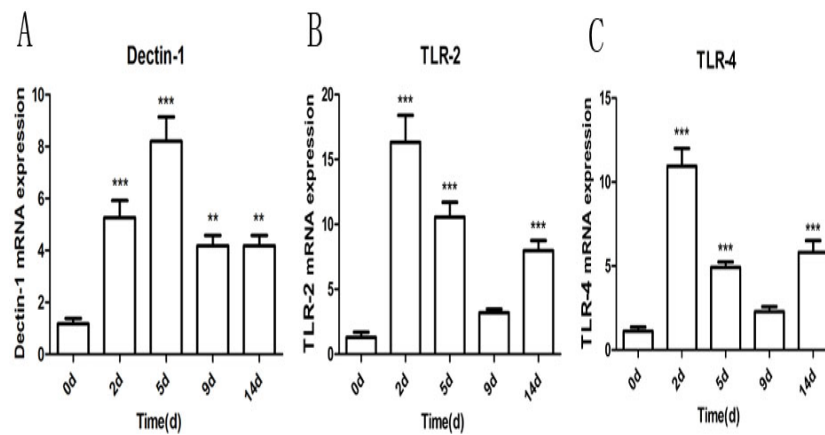 A
Dectin-1
Dectin-1 mRNA expression
10
8
6
4
2
0
***
***
**
**
0d
2d
5d
9d
14d
Time(d)
B
TLR-2
TLR-2 mRNA expression
20
15
10
5
0
***
***
***
0d
2d
5d
9d
14d
Time(d)
C
TLR-4
TLR-4 mRNA expression
15
10
5
0
***
***
***
0d
2d
5d
9d
14d
Time(d)